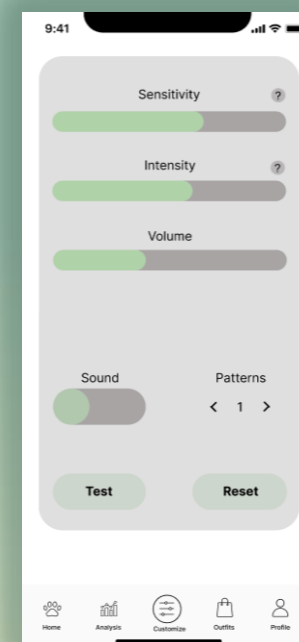 9:41
Sensitivity ?
Intensity ?
Volume
Sound Patterns
< 1 >
Test Reset
Home Analysis Customize Outfits Profile